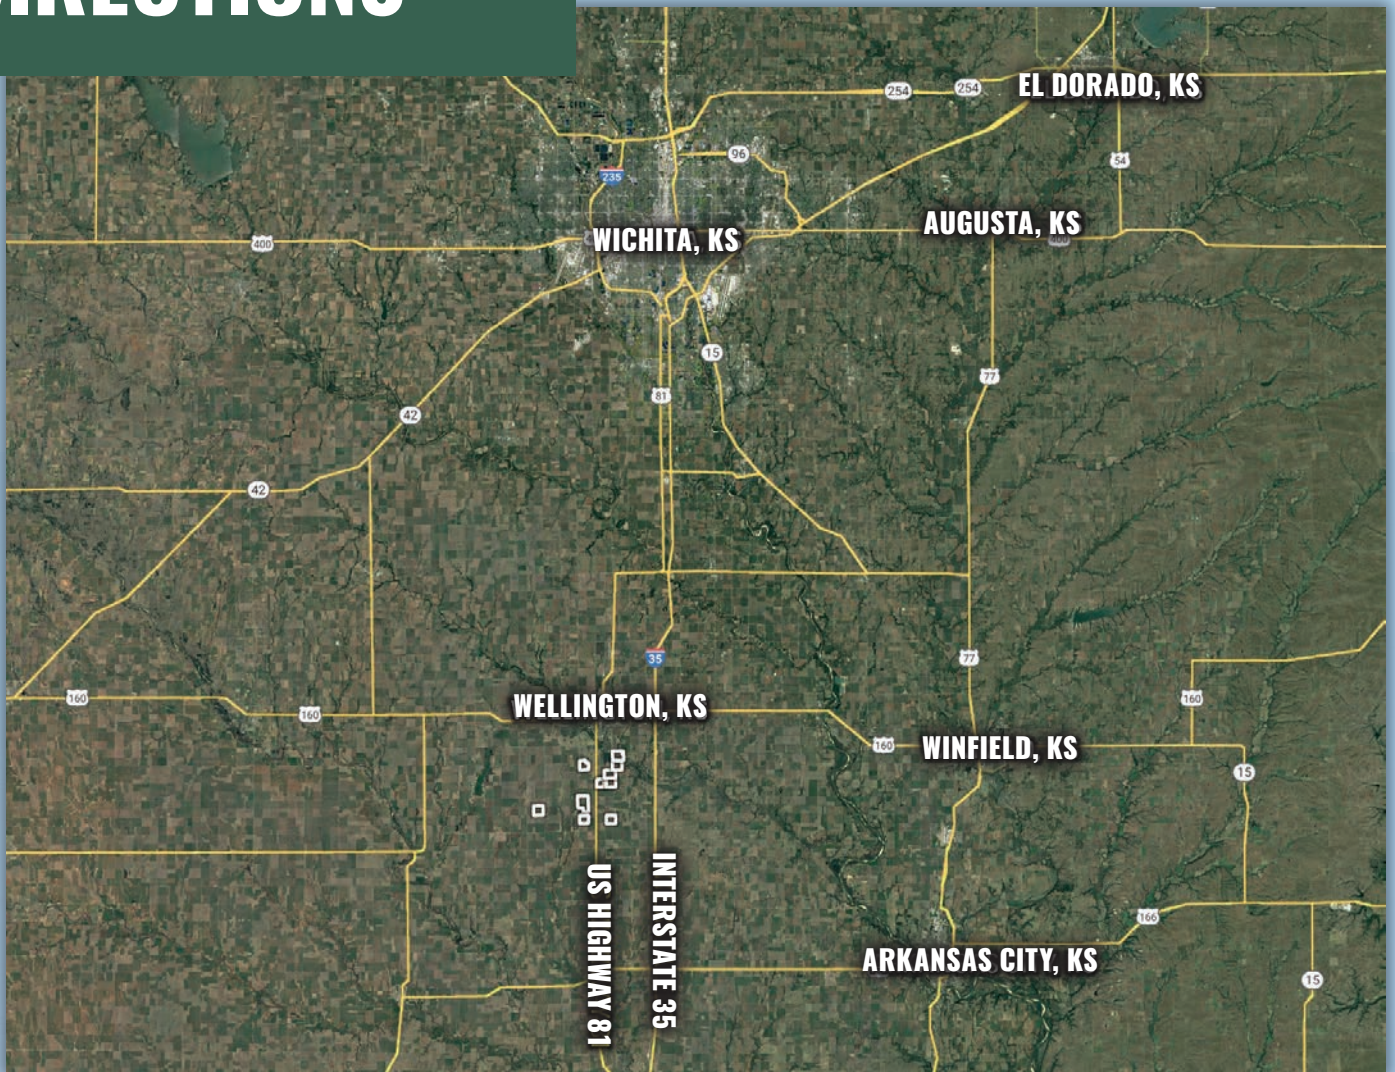 EL DORADO, KS
254
254
96
54
235
AUGUSTA, KS
WICHITA, KS
400
400
15
77
81
42
42
35
77
160
160
160
WELLINGTON, KS
160
WINFIELD, KS
15
US HIGHWAY 81
INTERSTATE 35
166
ARKANSAS CITY, KS
15